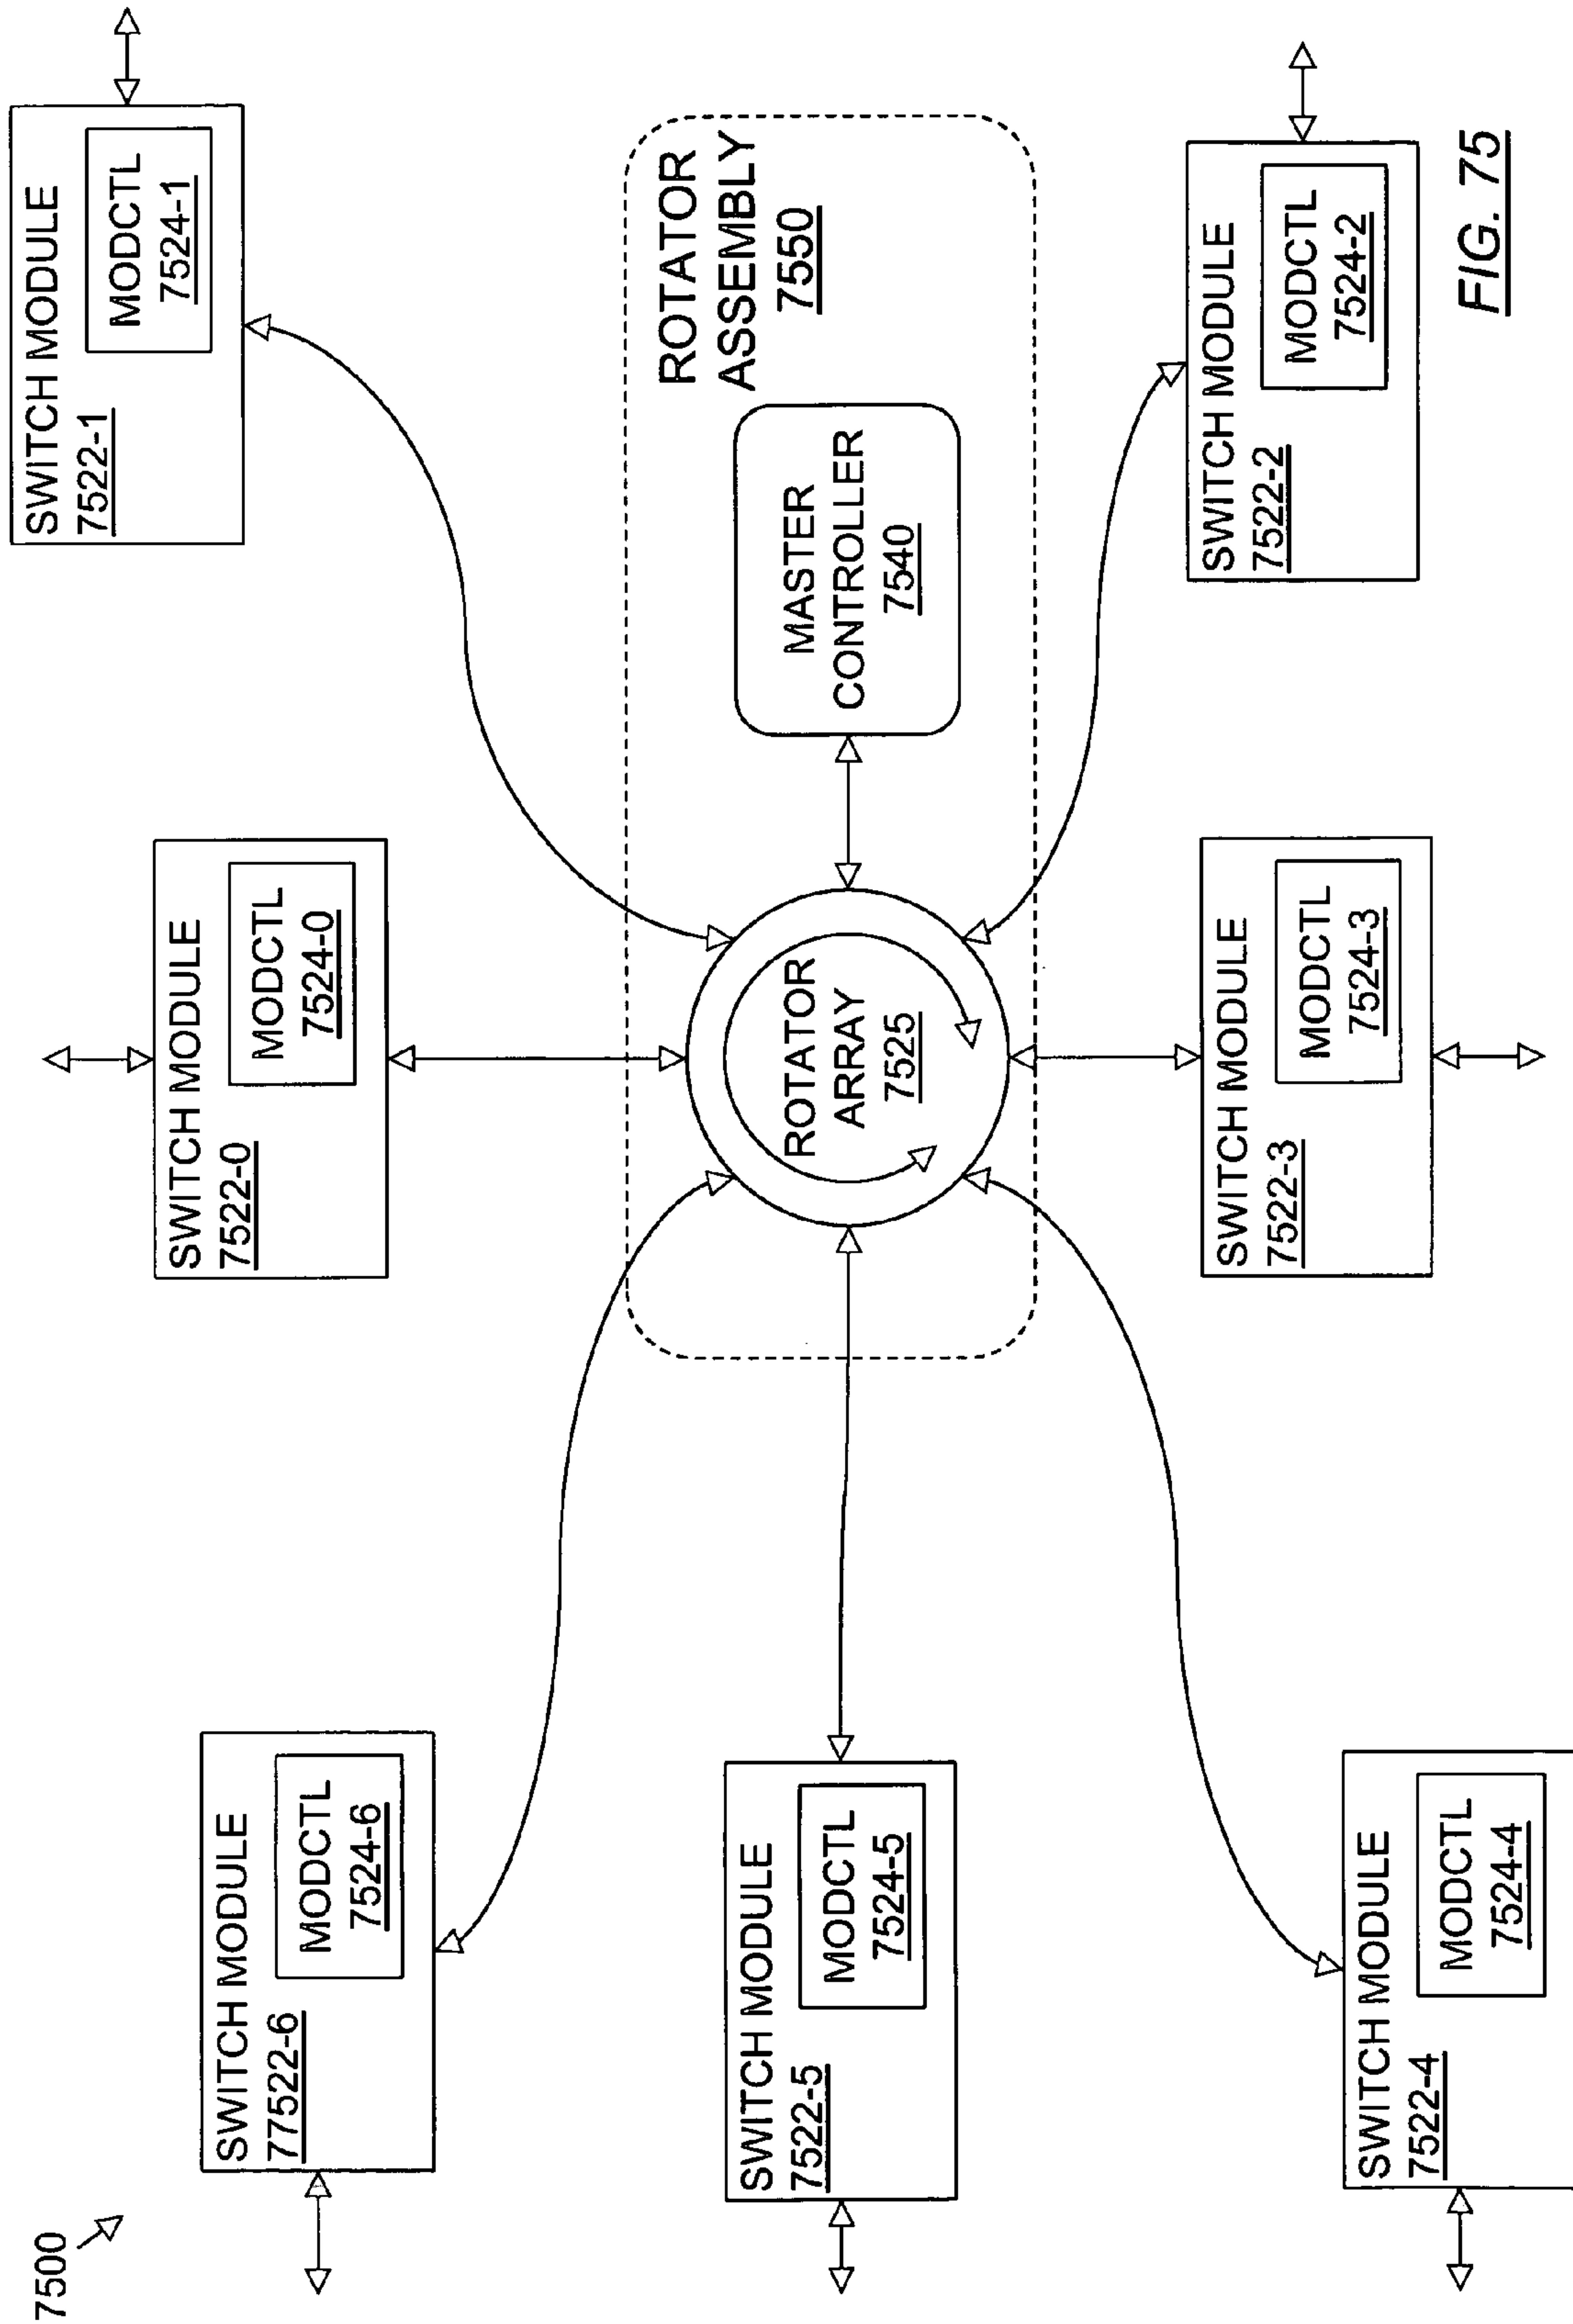 7500
SWITCH MODULE
77522-6
MODCTL
7524-6
SWITCH MODULE
7522-0
MODCTL
7524-0
SWITCH MODULE
7522-1
MODCTL
7524-1
SWITCH MODULE
7522-5
MODCTL
7524-5
ROTATOR
ARRAY
7525
MASTER
CONTROLLER
7540
ROTATOR
ASSEMBLY
7550
SWITCH MODULE
7522-4
MODCTL
7524-4
SWITCH MODULE
7522-3
MODCTL
7524-3
SWITCH MODULE
7522-2
MODCTL
7524-2
FIG. 75